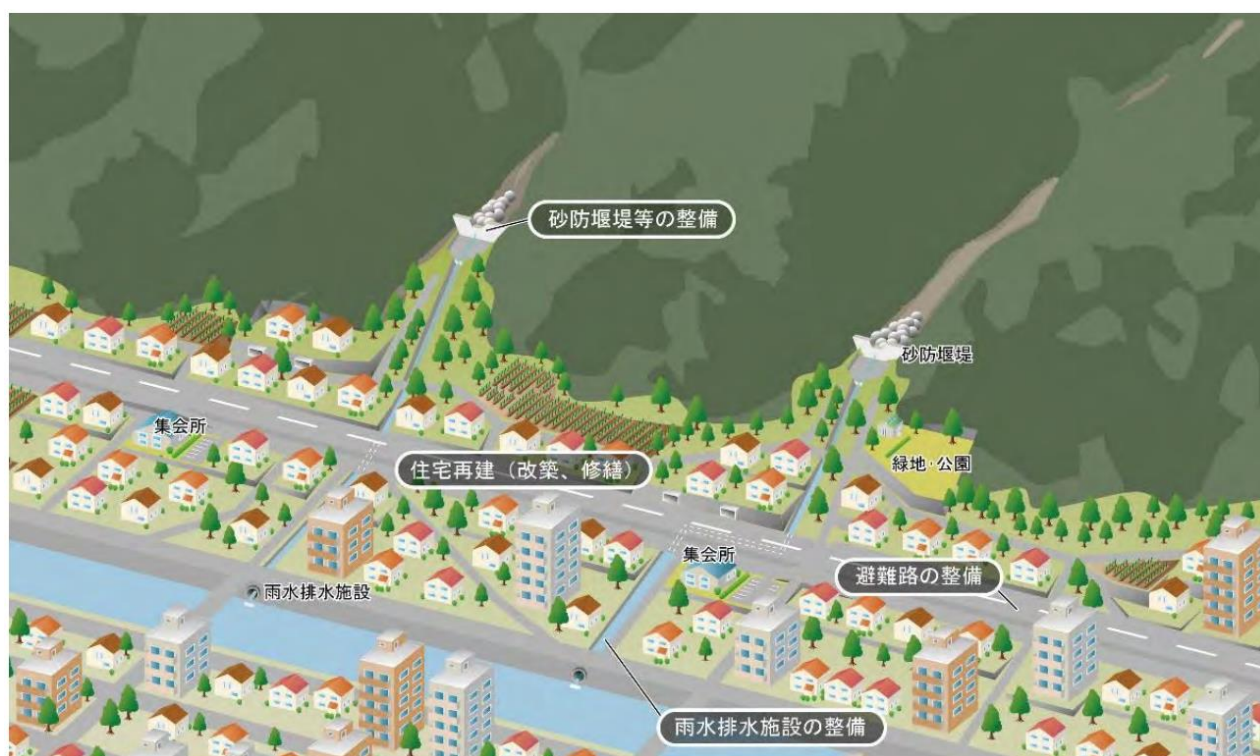 砂防堰堤等の整備
砂防堰堤
集会所
緑地・公園
住宅再建（改築、修繕）
集会所
避難路の整備
雨水排水施設
雨水排水施設の整備